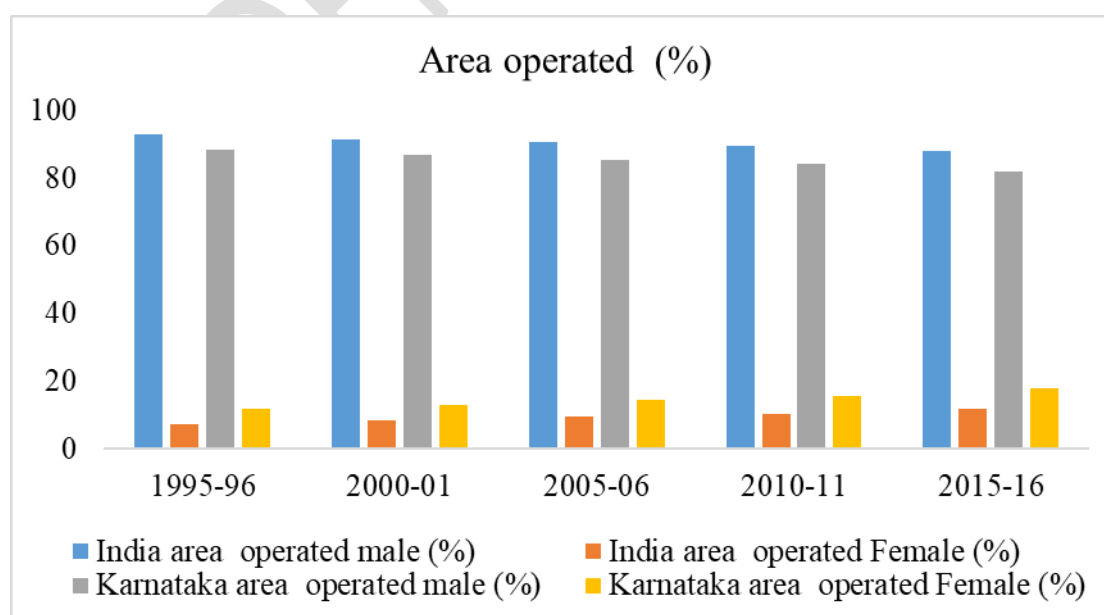 Area operated (%)
100
80
60
40
20
0
1995-96 2000-01 2005-06 2010-11 2015-16
India area operated male (%) India area operated Female (%)
Karnataka area operated male (%) Karnataka area operated Female (%)